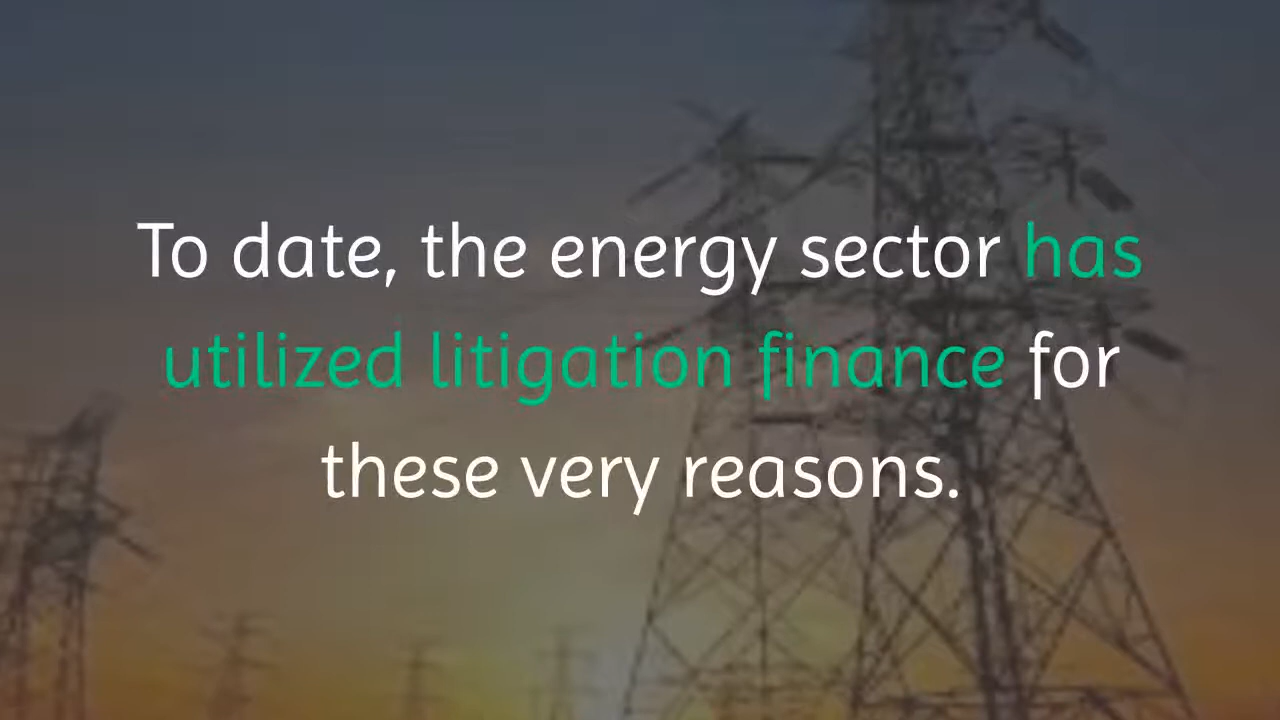 To date, the energy sector has
utilized litigation finance for
these very reasons.